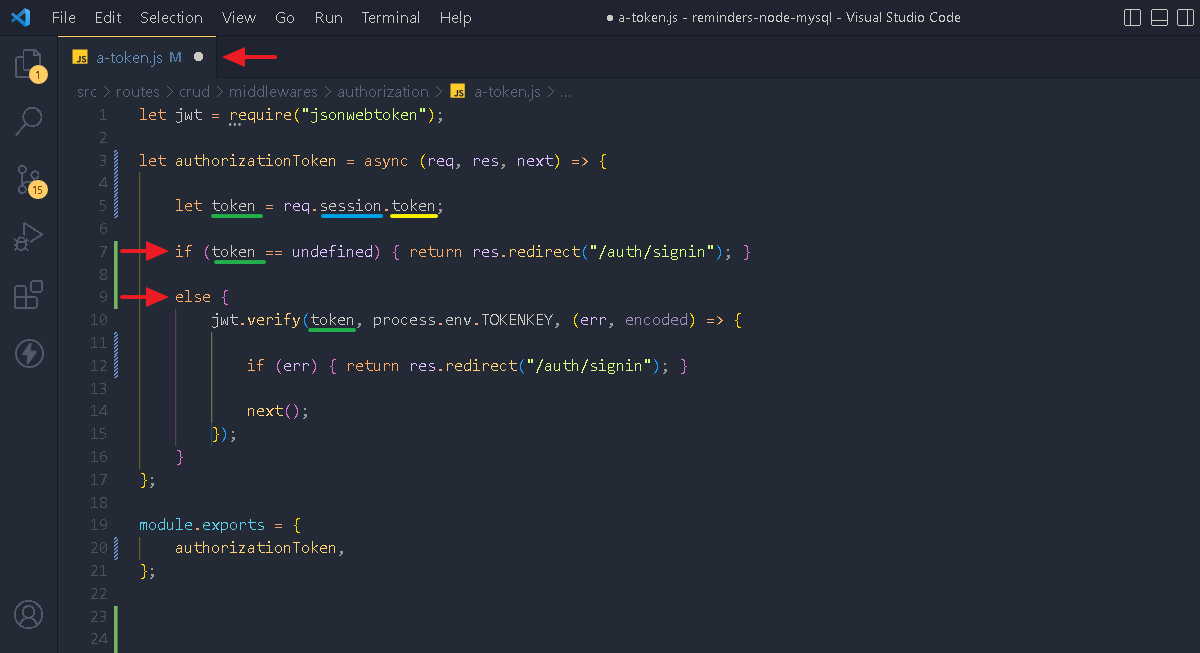 File Edit Selection View Go Run Terminal Help ● a-token.js - reminders-node-mysql - Visual Studio Code
JS a-token.js M ●
1
src > routes > crud > middlewares > authorization > JS a-token.js > ...
1 let jwt = require("jsonwebtoken");
2
3 let authorizationToken = async (req, res, next) => {
4
5 let token = req.session.token;
6
7 if (token == undefined) { return res.redirect("/auth/signin"); }
8
9 else {
10 jwt.verify(token, process.env.TOKENKEY, (err, encoded) => {
11
12 if (err) { return res.redirect("/auth/signin"); }
13
14 next();
15 });
16 }
17 };
18
19 module.exports = {
20 authorizationToken,
21 };
22
23
24
15